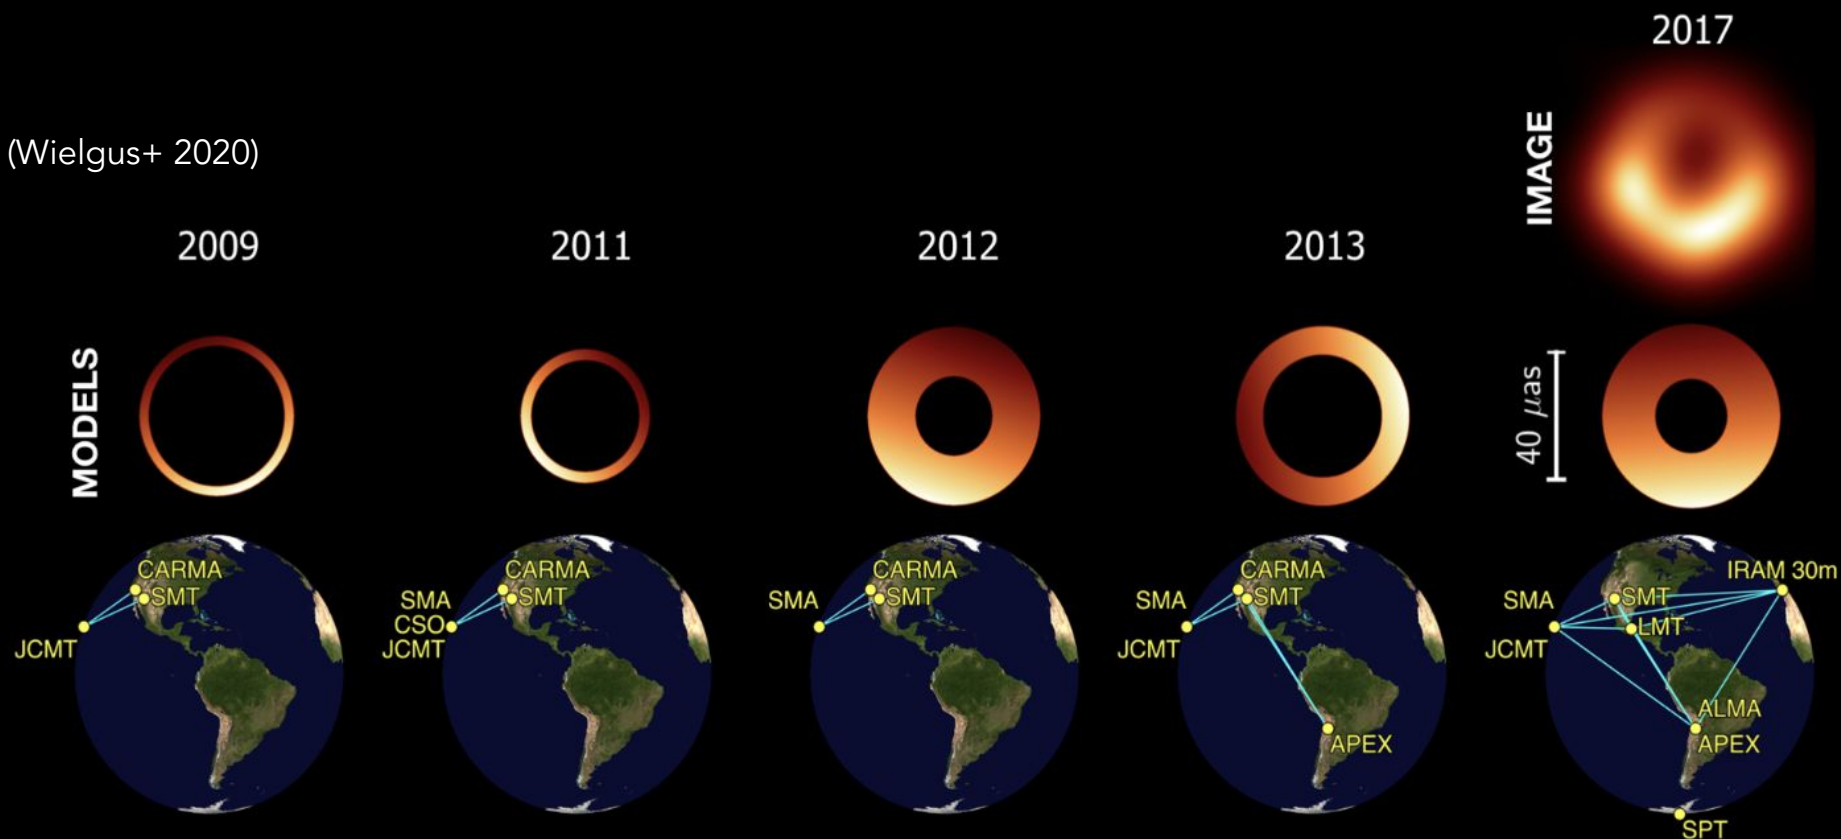 2017
IMAGE
(Wielgus+ 2020)
2009
2011
2012
2013
MODELS
40 μas
CARMA
SMT
JCMT
CARMA
SMA
SMT
CSO
JCMT
CARMA
SMA
SMT
CARMA
SMA
SMT
JCMT
APEX
IRAM 30m
SMA
SMT
LMT
JCMT
ALMA
APEX
SPT